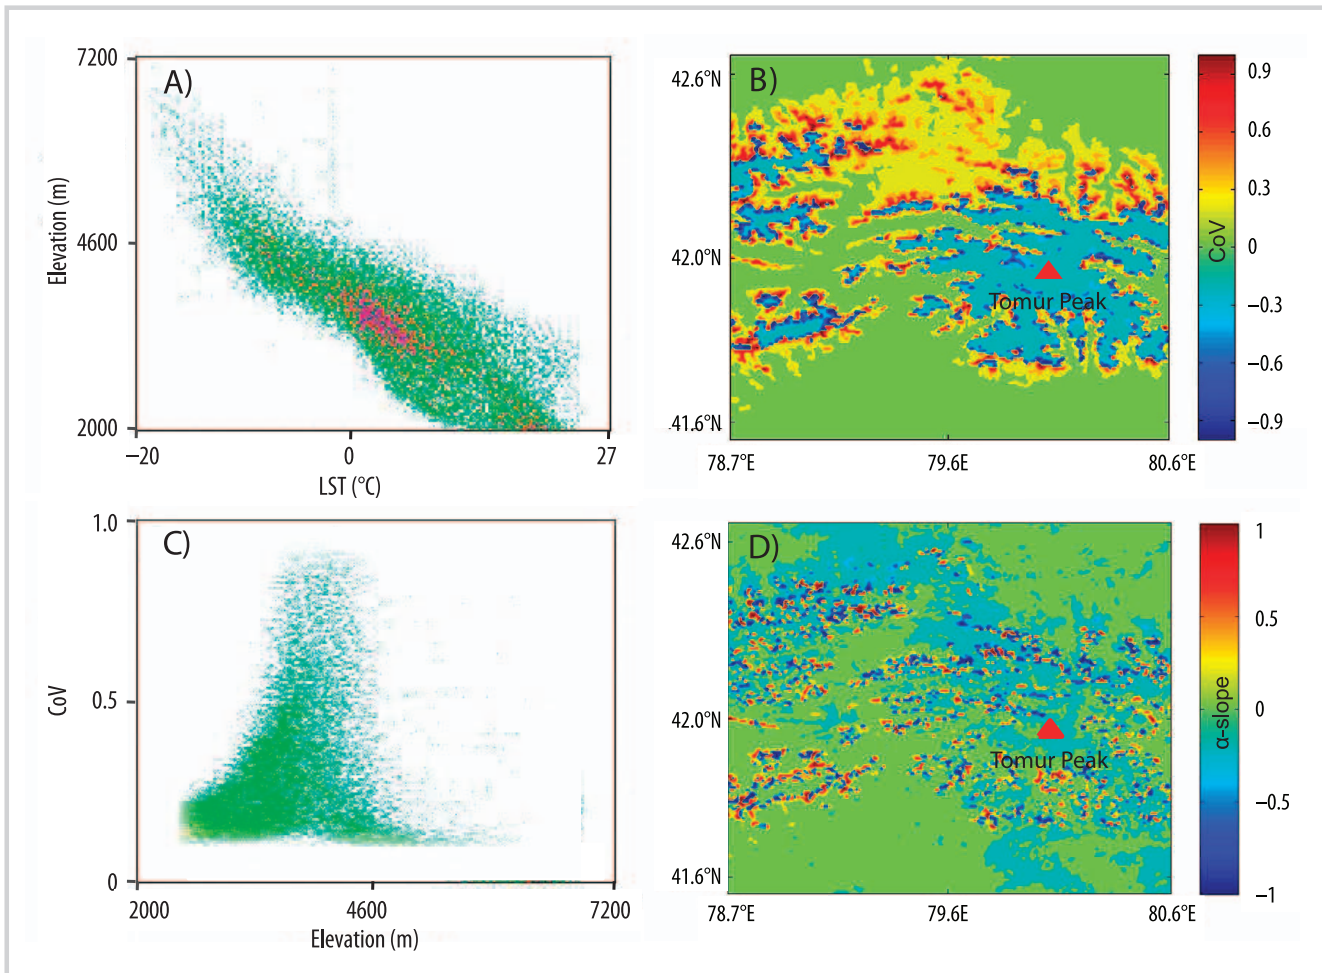 A)
7200
4600
2000
Elevation (m)
−20
0
27
LST (°C)
B)
42.6°N
42.0°N
41.6°N
78.7°E
79.6E
80.6°E
Tomur Peak
0.9
0.6
0.3
0
−0.3
−0.6
−0.9
CoV
C)
1.0
0.5
0
CoV
2000
4600
7200
Elevation (m)
D)
42.6°N
42.0°N
41.6°N
78.7°E
79.6E
80.6°E
Tomur Peak
1
0.5
0
−0.5
−1
α-slope